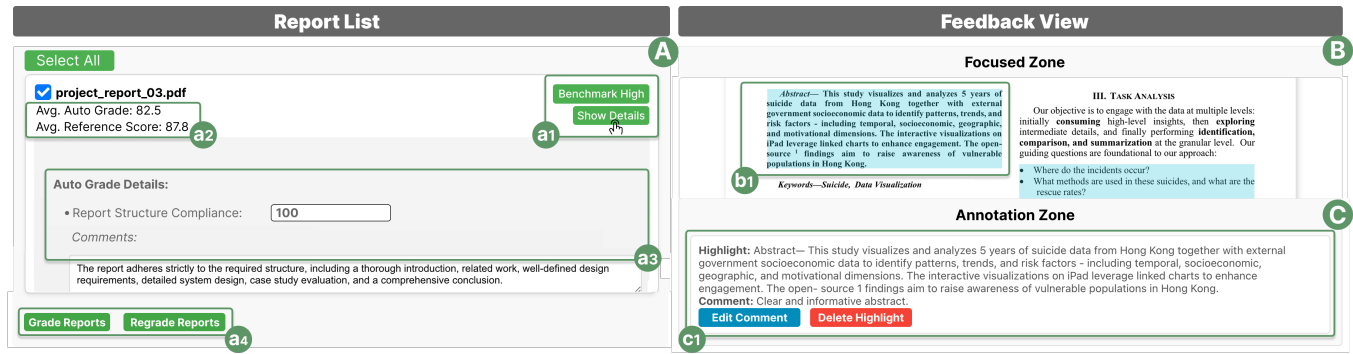 Report List
Select All
A
project_report_03.pdf
Avg. Auto Grade: 82.5
Avg. Reference Score: 87.8
a2
Benchmark High
Show Details
a1
Auto Grade Details:
• Report Structure Compliance: 100
Comments:
a3
The report adheres strictly to the required structure, including a thorough introduction, related work, well-defined design
requirements, detailed system design, case study evaluation, and a comprehensive conclusion.
Grade Reports Regrade Reports
a4
Feedback View
B
Focused Zone
Abstract— This study visualizes and analyzes 5 years of
suicide data from Hong Kong together with external
government socioeconomic data to identify patterns, trends, and
risk factors - including temporal, socioeconomic, geographic,
and motivational dimensions. The interactive visualizations on
iPad leverage linked charts to enhance engagement. The open-
source 1 findings aim to raise awareness of vulnerable
populations in Hong Kong.
b1
Keywords—Suicide, Data Visualization
III. TASK ANALYSIS
Our objective is to engage with the data at multiple levels:
initially consuming high-level insights, then exploring
intermediate details, and finally performing identification,
comparison, and summarization at the granular level. Our
guiding questions are foundational to our approach:
• Where do the incidents occur?
• What methods are used in these suicides, and what are the
rescue rates?
Annotation Zone
C
Highlight: Abstract— This study visualizes and analyzes 5 years of suicide data from Hong Kong together with external
government socioeconomic data to identify patterns, trends, and risk factors - including temporal, socioeconomic,
geographic, and motivational dimensions. The interactive visualizations on iPad leverage linked charts to enhance
engagement. The open- source 1 findings aim to raise awareness of vulnerable populations in Hong Kong.
Comment: Clear and informative abstract.
Edit Comment Delete Highlight
c1